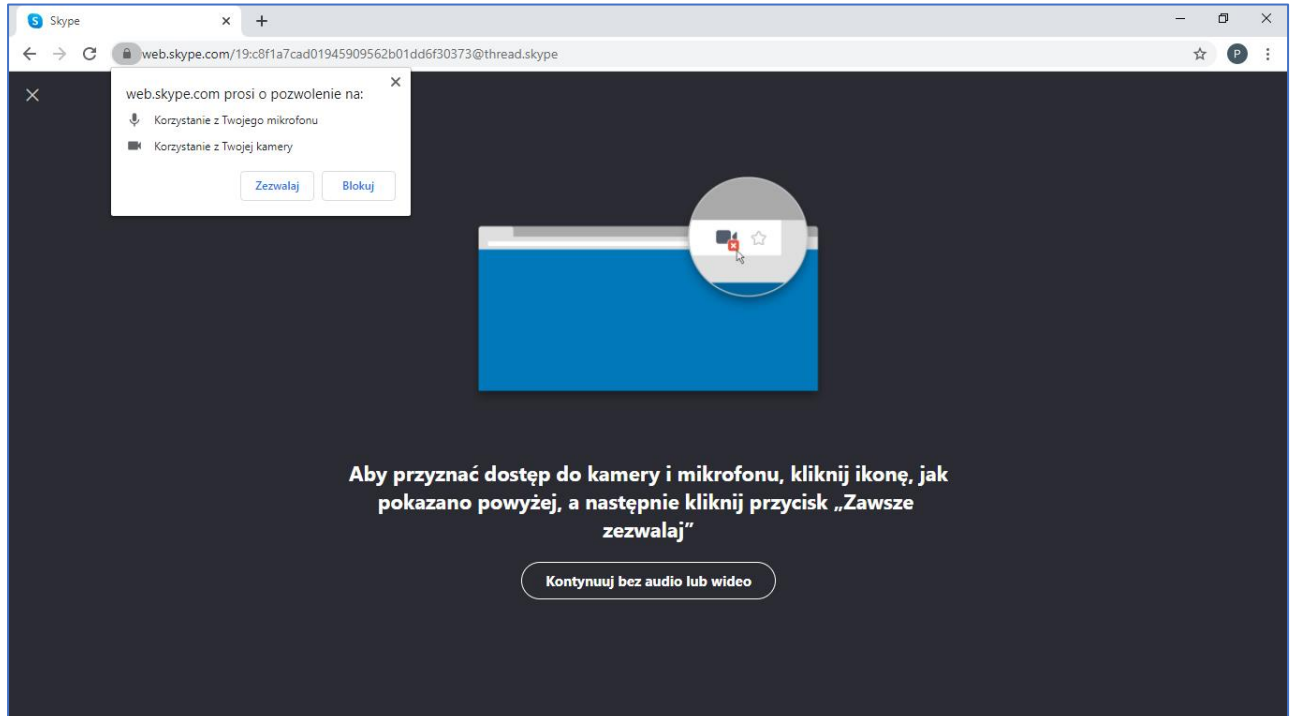 Skype
web.skype.com/19:c8f1a7cad01945909562b01dd6f30373@thread.skype
P
web.skype.com prosi o pozwolenie na:
Korzystanie z Twojego mikrofonu
Korzystanie z Twojej kamery
Zezwalaj Blokuj
Aby przyznać dostęp do kamery i mikrofonu, kliknij ikonę, jak
pokazano powyżej, a następnie kliknij przycisk „Zawsze
zezwalaj”
Kontynuuj bez audio lub wideo